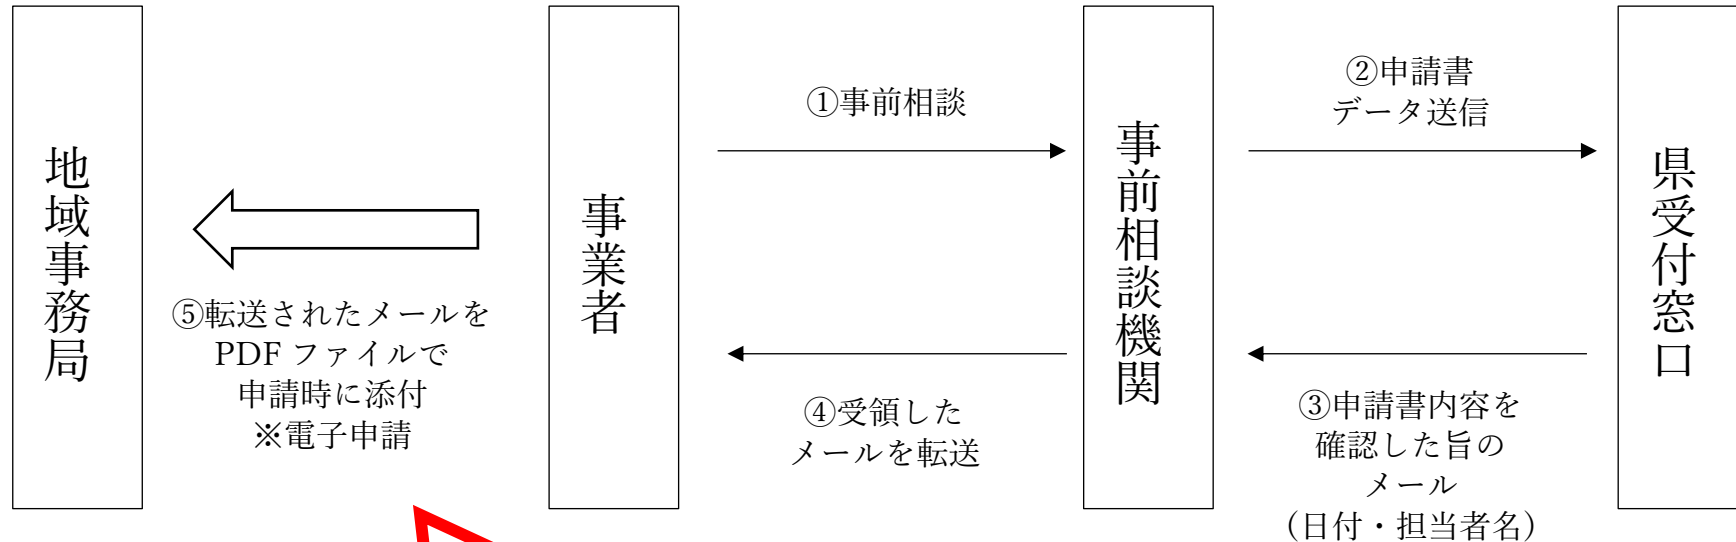 地域事務局
⑤転送されたメールを
PDF ファイルで
申請時に添付
※電子申請
事業者
①事前相談
④受領した
メールを転送
事前相談機関
②申請書
データ送信
③申請書内容を
確認した旨の
メール
（日付・担当者名）
県受付窓口